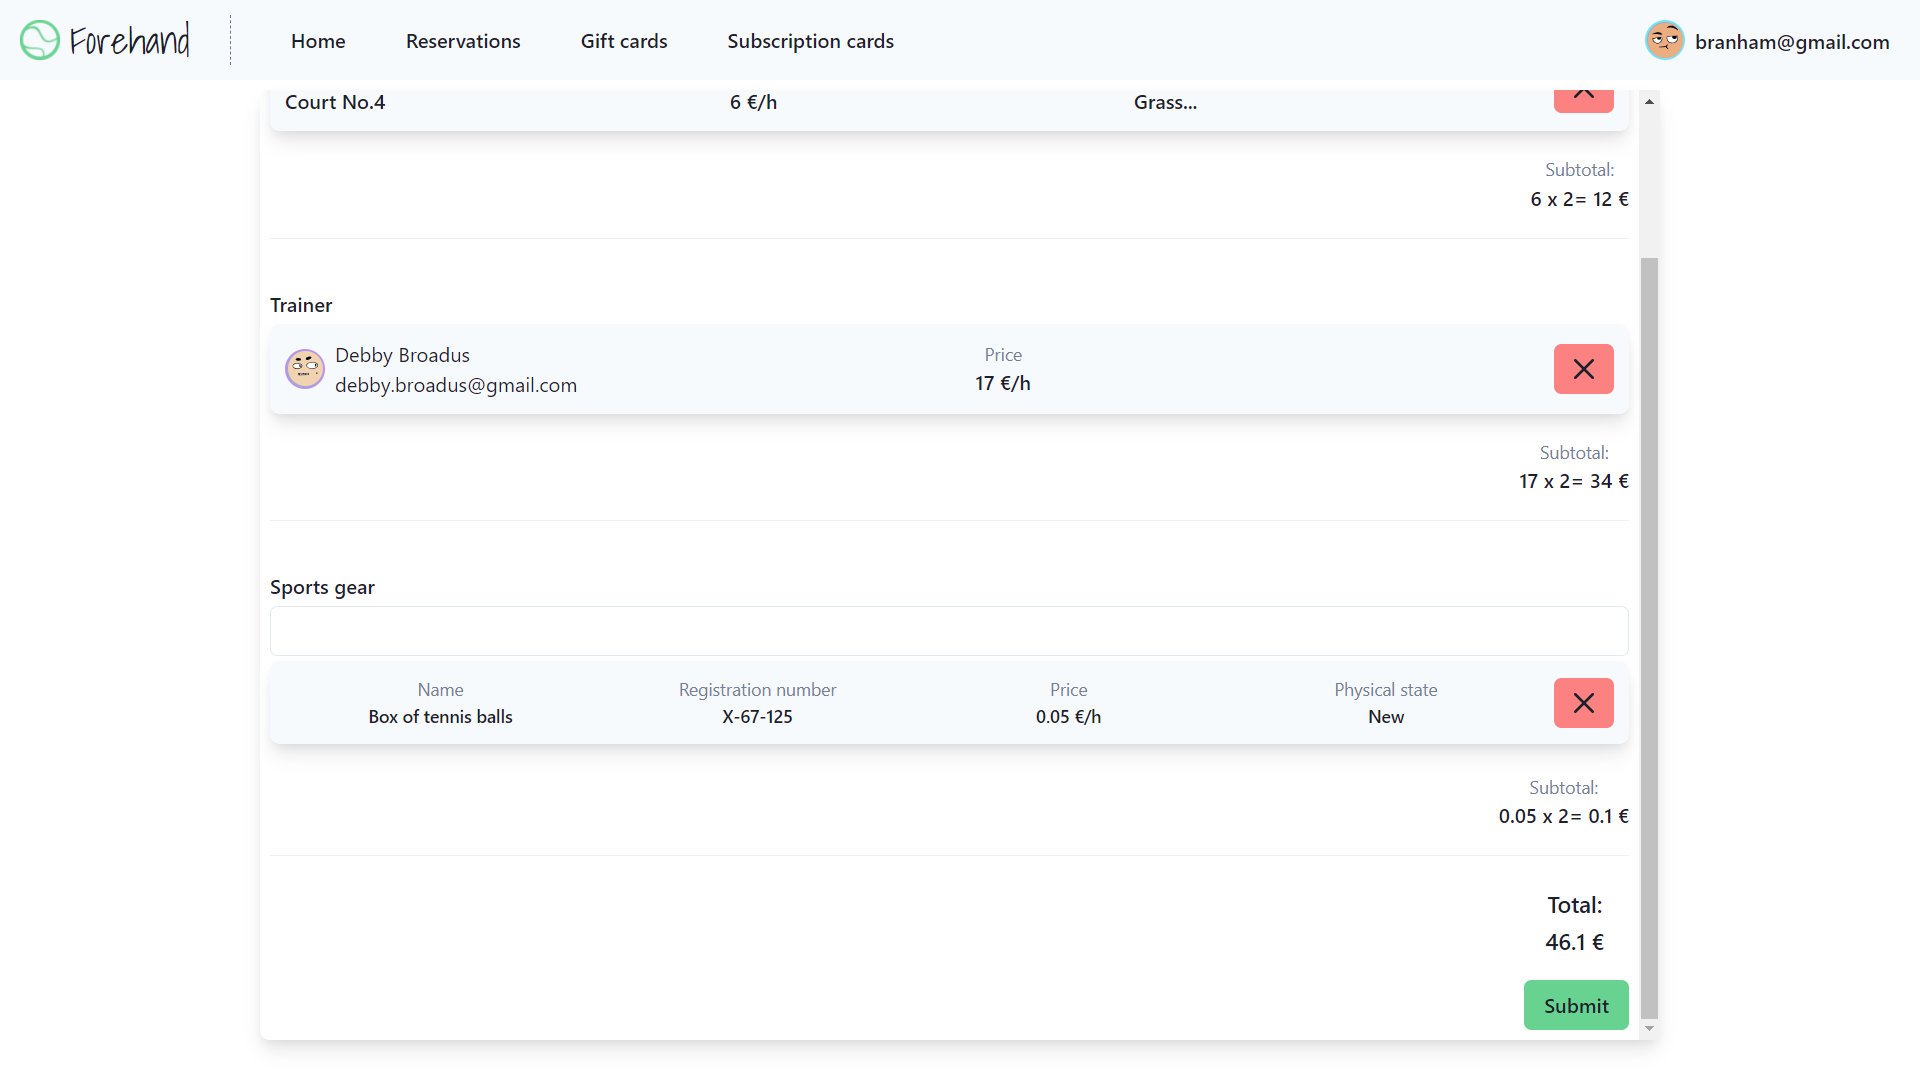 Forehand
Home
Reservations
Gift cards
Subscription cards
branham@gmail.com
Court No.4
6 €/h
Grass...
Subtotal:
6 x 2= 12 €
Trainer
Debby Broadus
debby.broadus@gmail.com
Price
17 €/h
Subtotal:
17 x 2= 34 €
Sports gear
Name
Box of tennis balls
Registration number
X-67-125
Price
0.05 €/h
Physical state
New
Subtotal:
0.05 x 2= 0.1 €
Total:
46.1 €
Submit